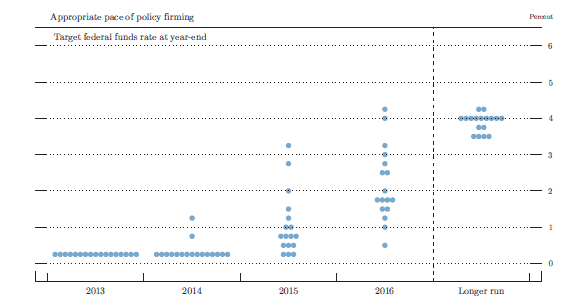 Appropriate pace of policy firming Percent
Target federal funds rate at year-end
6
5
4
3
2
1
0
2013 2014 2015 2016 Longer run